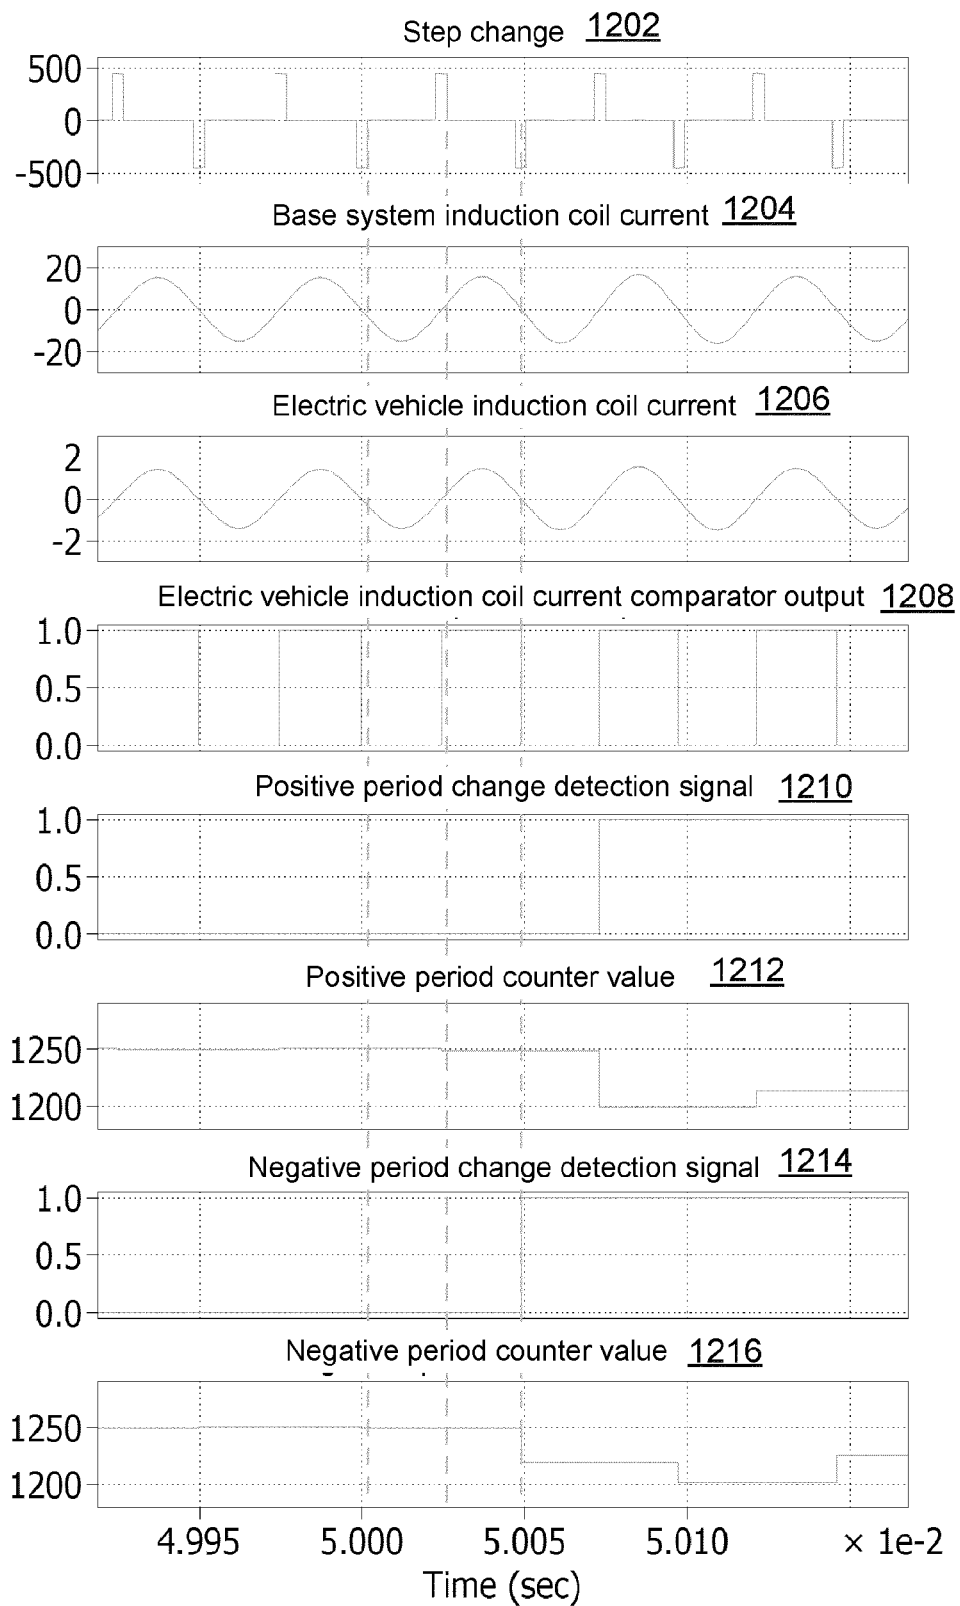 Step change 1202
500
0
-500
Base system induction coil current 1204
20
0
-20
Electric vehicle induction coil current 1206
2
0
-2
Electric vehicle induction coil current comparator output 1208
1.0
0.5
0.0
Positive period change detection signal 1210
1.0
0.5
0.0
Positive period counter value 1212
1250
1200
Negative period change detection signal 1214
1.0
0.5
0.0
Negative period counter value 1216
1250
1200
4.995 5.000 5.005 5.010 × 1e-2
Time (sec)